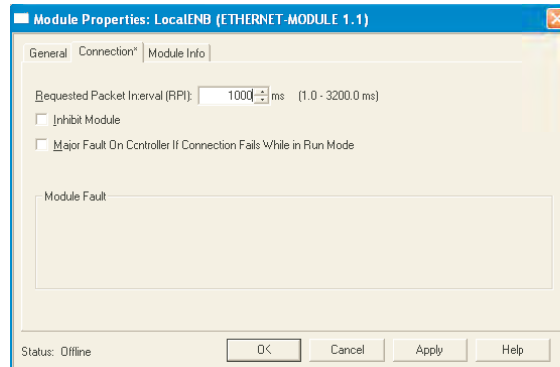 Module Properties: LocalENB (ETHERNET-MODULE 1.1)
General Connection* Module Info
Requested Packet Interval (RPI): 1000 ms (1.0 - 3200.0 ms)
Inhibit Module
Major Fault On Controller If Connection Fails While in Run Mode
Module Fault
Status: Offline OK Cancel Apply Help